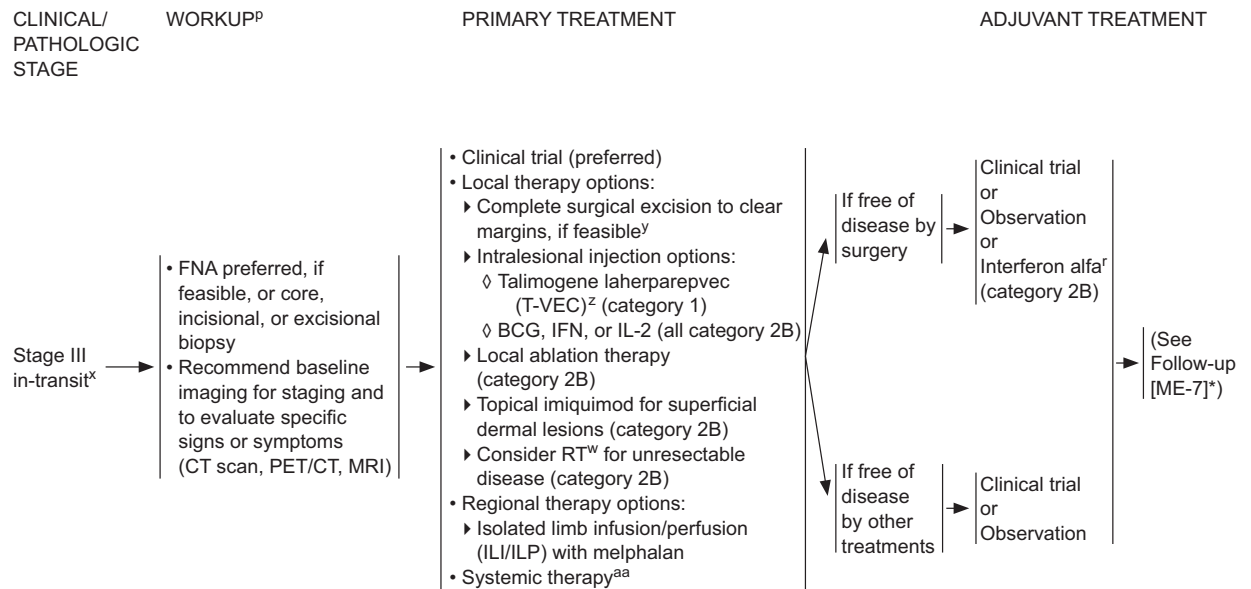 CLINICAL/
PATHOLOGIC
STAGE
WORKUPᵖ
PRIMARY TREATMENT
ADJUVANT TREATMENT
Stage III
in-transitˣ
• FNA preferred, if
feasible, or core,
incisional, or excisional
biopsy
• Recommend baseline
imaging for staging and
to evaluate specific
signs or symptoms
(CT scan, PET/CT, MRI)
• Clinical trial (preferred)
• Local therapy options:
▸ Complete surgical excision to clear
margins, if feasibleʸ
▸ Intralesional injection options:
◊ Talimogene laherparepvec
(T-VEC)ᶻ (category 1)
◊ BCG, IFN, or IL-2 (all category 2B)
▸ Local ablation therapy
(category 2B)
▸ Topical imiquimod for superficial
dermal lesions (category 2B)
▸ Consider RTʷ for unresectable
disease (category 2B)
• Regional therapy options:
▸ Isolated limb infusion/perfusion
(ILI/ILP) with melphalan
• Systemic therapyᵃᵃ
If free of
disease by
surgery
Clinical trial
or
Observation
or
Interferon alfaʳ
(category 2B)
If free of
disease
by other
treatments
Clinical trial
or
Observation
(See
Follow-up
[ME-7]*)